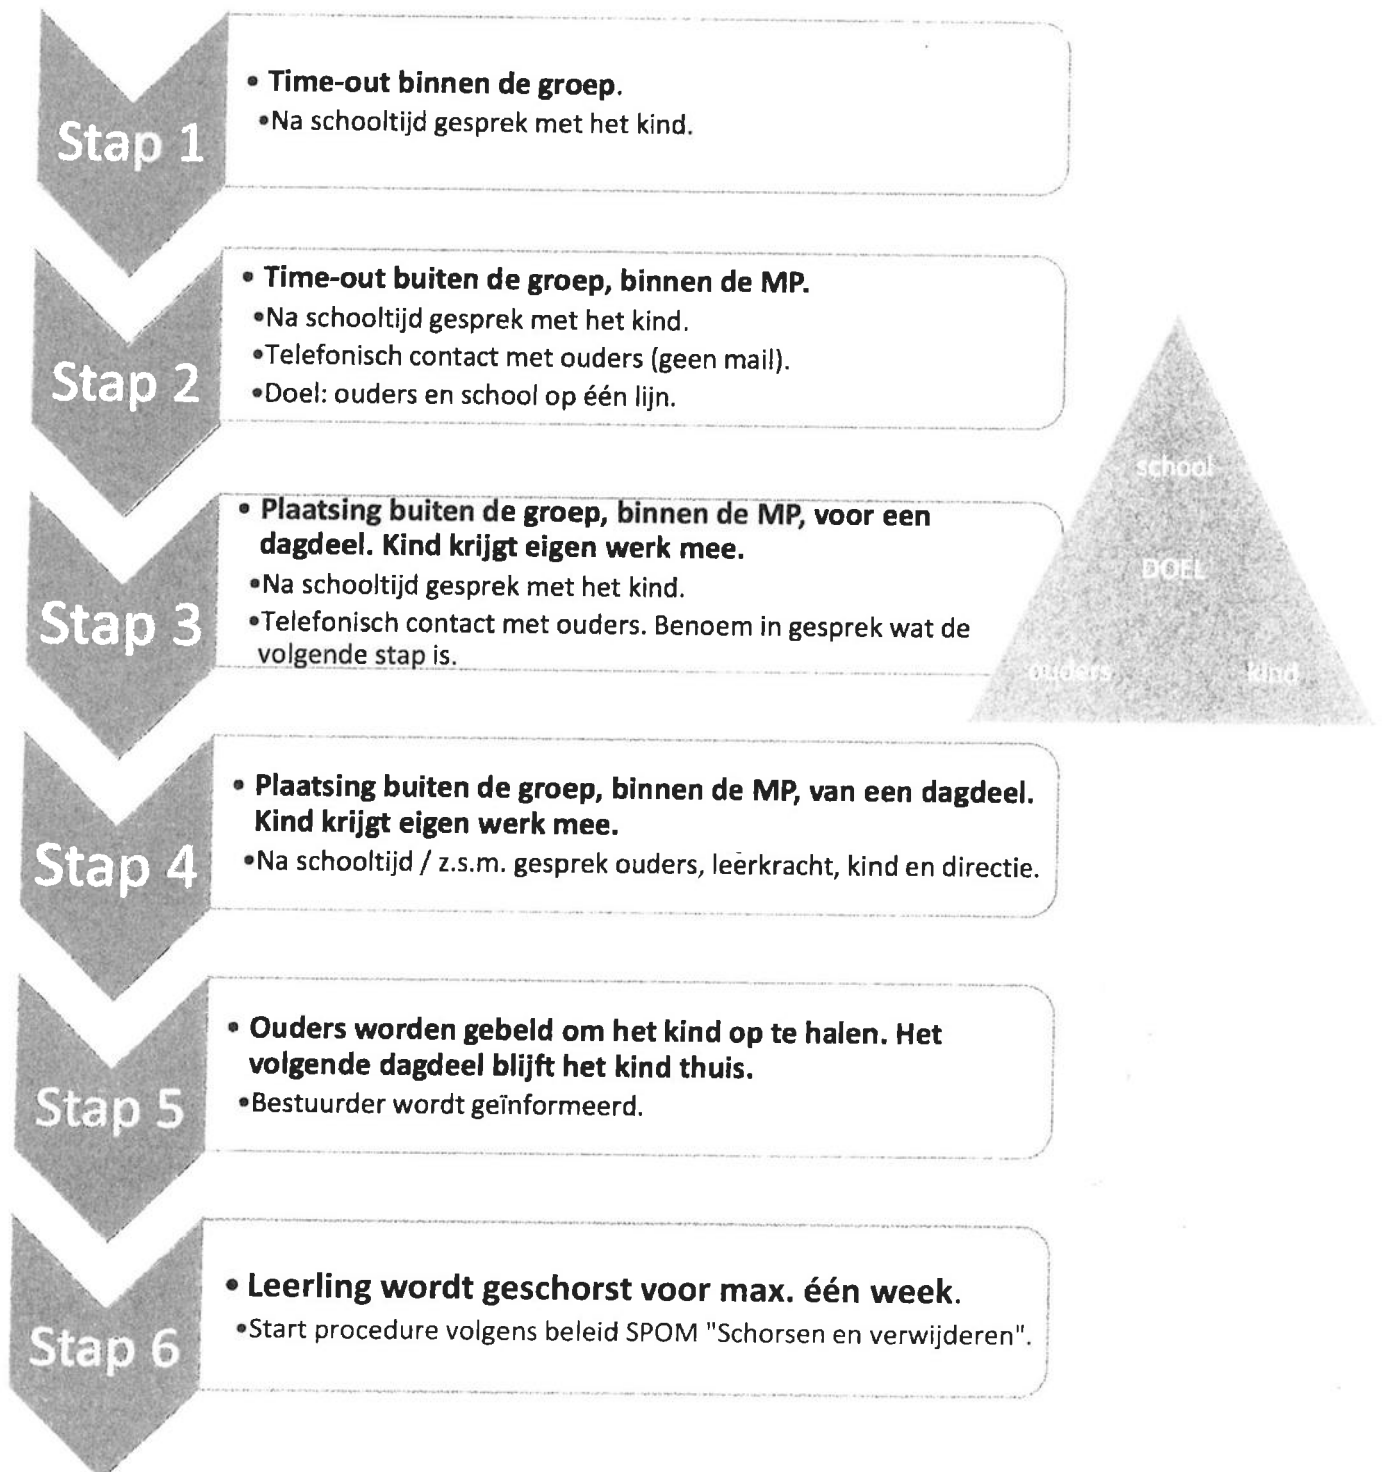 Stap 1
• Time-out binnen de groep.
•Na schooltijd gesprek met het kind.
Stap 2
• Time-out buiten de groep, binnen de MP.
•Na schooltijd gesprek met het kind.
•Telefonisch contact met ouders (geen mail).
•Doel: ouders en school op één lijn.
Stap 3
• Plaatsing buiten de groep, binnen de MP, voor een
dagdeel. Kind krijgt eigen werk mee.
•Na schooltijd gesprek met het kind.
•Telefonisch contact met ouders. Benoem in gesprek wat de
volgende stap is.
school
DOEL
ouders kind
Stap 4
• Plaatsing buiten de groep, binnen de MP, van een dagdeel.
Kind krijgt eigen werk mee.
•Na schooltijd / z.s.m. gesprek ouders, leerkracht, kind en directie.
Stap 5
• Ouders worden gebeld om het kind op te halen. Het
volgende dagdeel blijft het kind thuis.
•Bestuurder wordt geïnformeerd.
Stap 6
• Leerling wordt geschorst voor max. één week.
•Start procedure volgens beleid SPOM "Schorsen en verwijderen".